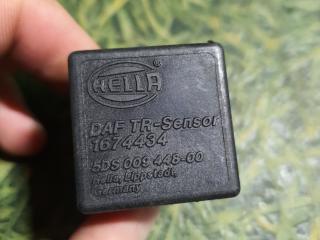 HELLA
DAF TR-Sensor
1674434
5DS 009 448-00
Hella, Lippstadt,
Germany